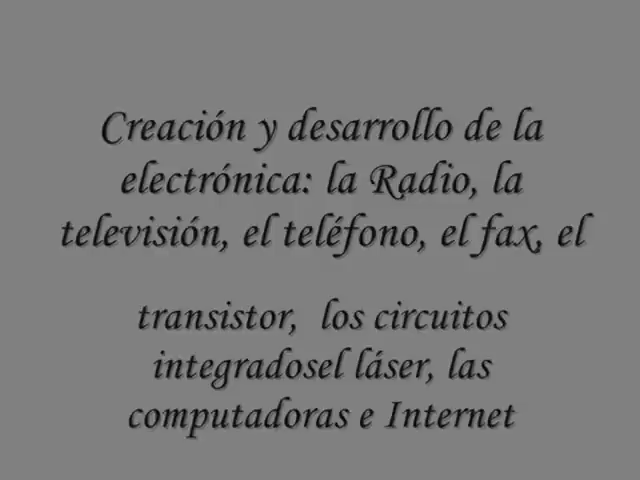 Creación y desarrollo de la
electrónica: la Radio, la
televisión, el teléfono, el fax, el
transistor, los circuitos
integradosel láser, las
computadoras e Internet